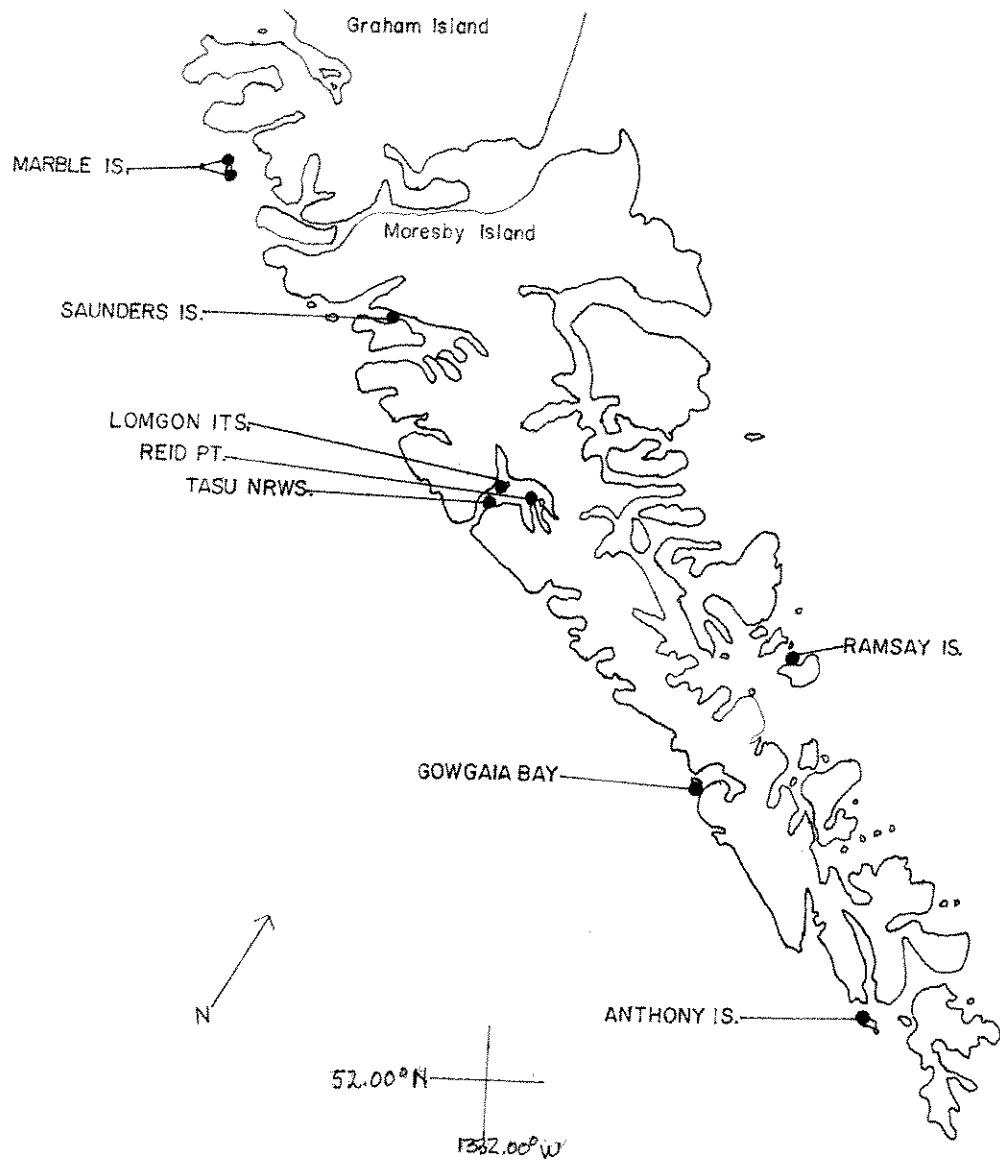 Graham Island
MARBLE IS.
Moresby Island
SAUNDERS IS.
LOMGON ITS.
REID PT.
TASU NRWS.
RAMSAY IS.
GOWGAIA BAY
N
ANTHONY IS.
52.00°N